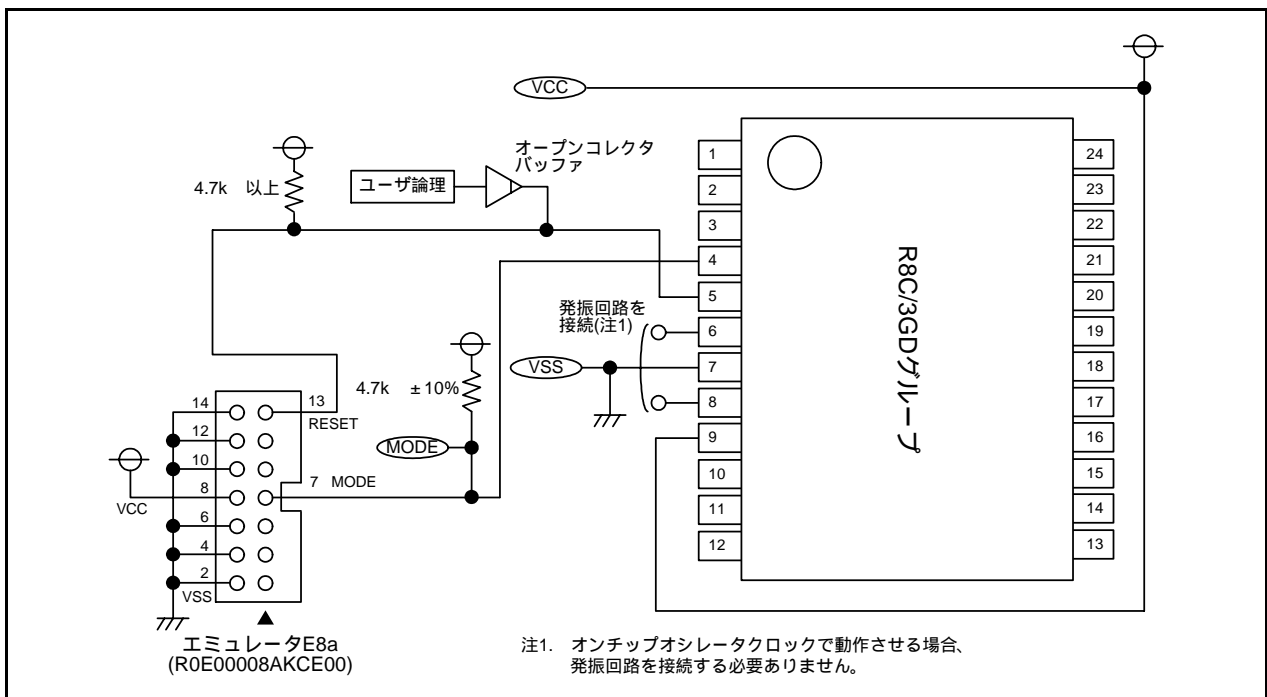 VCC
オープンコレクタ
バッファ
ユーザ論理
4.7k 以上
1
2
3
4
5
6
7
8
9
10
11
12
24
23
22
21
20
19
18
17
16
15
14
13
R8C/3GDグループ
発振回路を
接続(注1)
VSS
4.7k ±10%
MODE
14
13
RESET
12
10
8
7 MODE
VCC
6
4
2
VSS
エミュレータE8a
(R0E00008AKCE00)
注1. オンチップオシレータクロックで動作させる場合、
発振回路を接続する必要ありません。